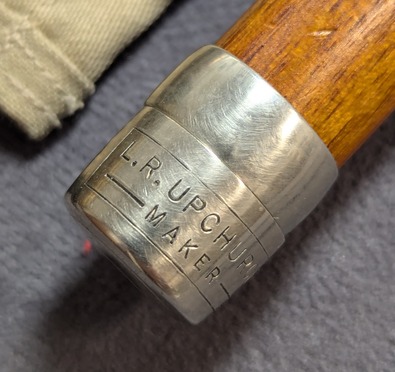 L.R. UPCHUR
— MAKER —